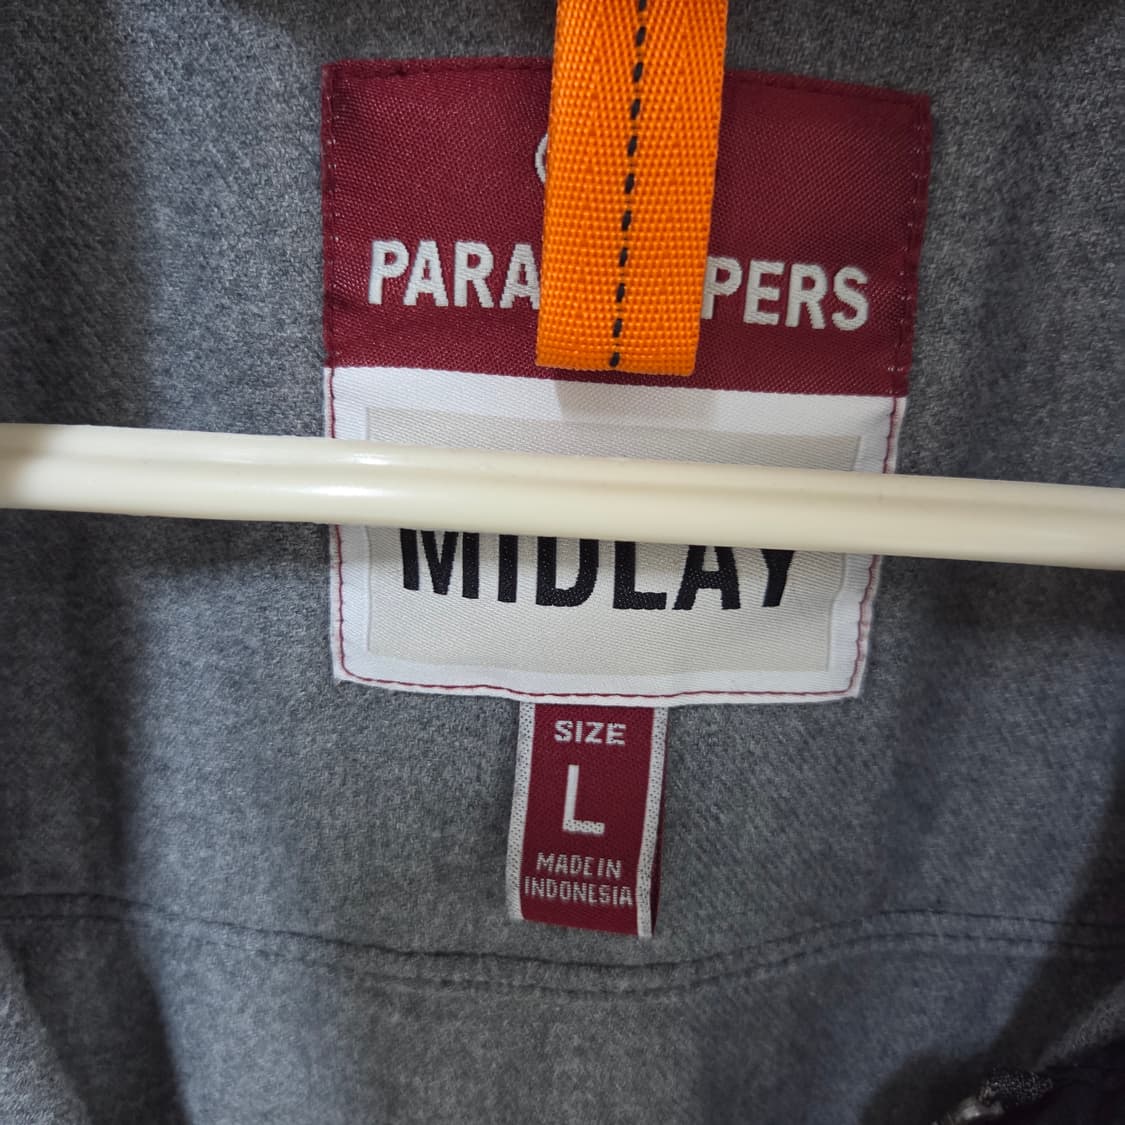 PARA PERS
MIDLAY
SIZE
L
MADE IN
INDONESIA